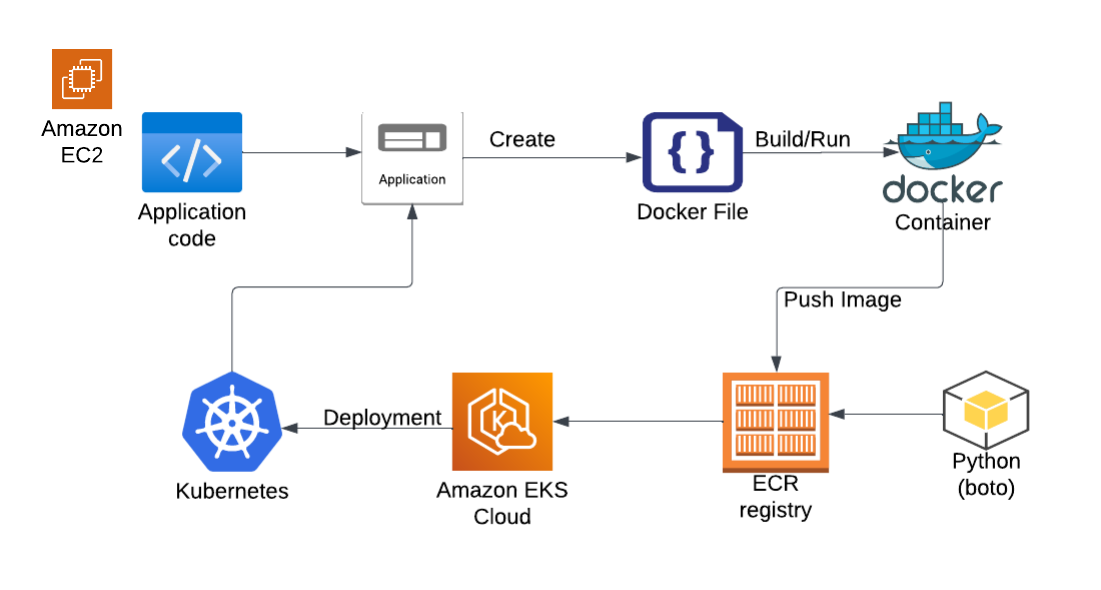 Amazon
EC2
Application
code
Application
Create
Docker File
Build/Run
docker
Container
Push Image
Kubernetes
Deployment
Amazon EKS
Cloud
K
ECR
registry
Python
(boto)